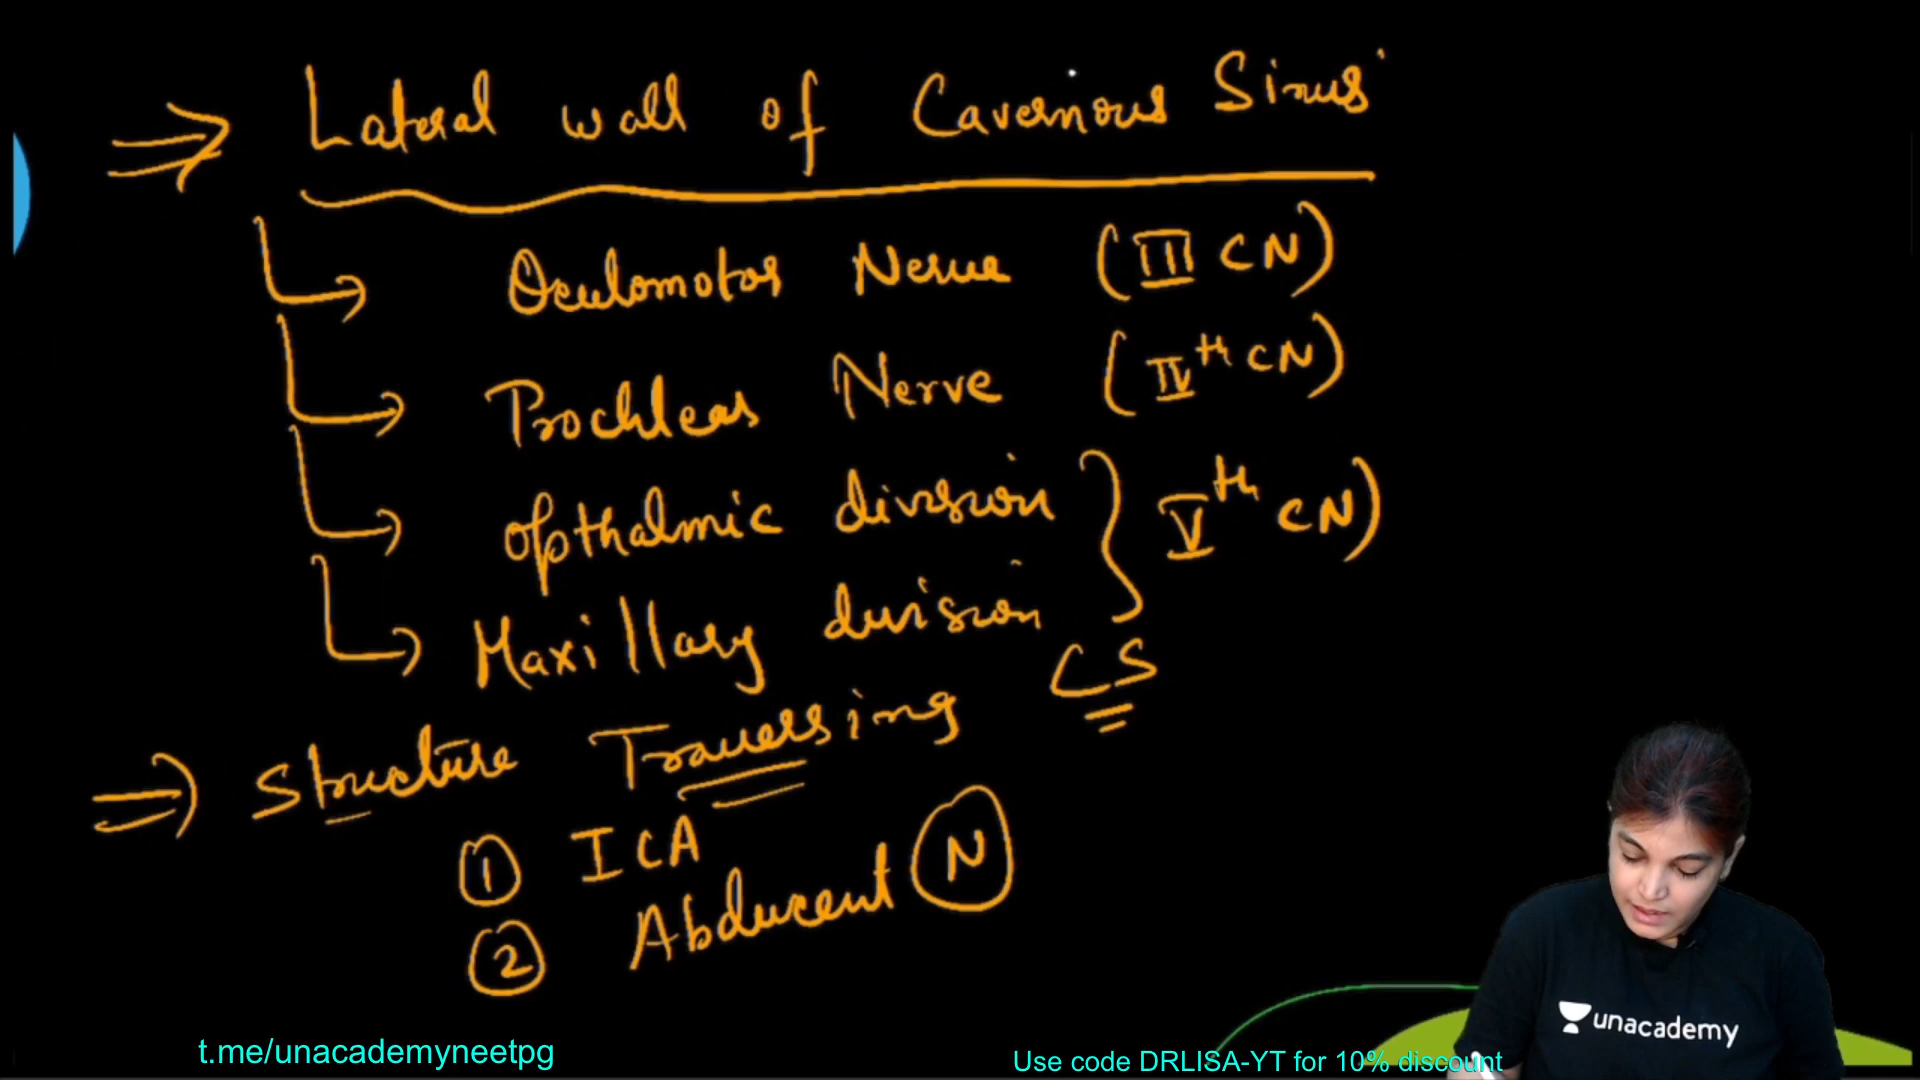 ⇒ Lateral wall of Cavernous Sinus
↳ Oculomotor Nerve (III CN)
↳ Trochlear Nerve (IVth CN)
↳ Opthalmic division } Vth CN)
↳ Maxillary division
⇒ Structure Traversing CS
① ICA
② Abducent Ⓝ
unacademy
t.me/unacademyneetpg
Use code DRLISA-YT for 10% discount